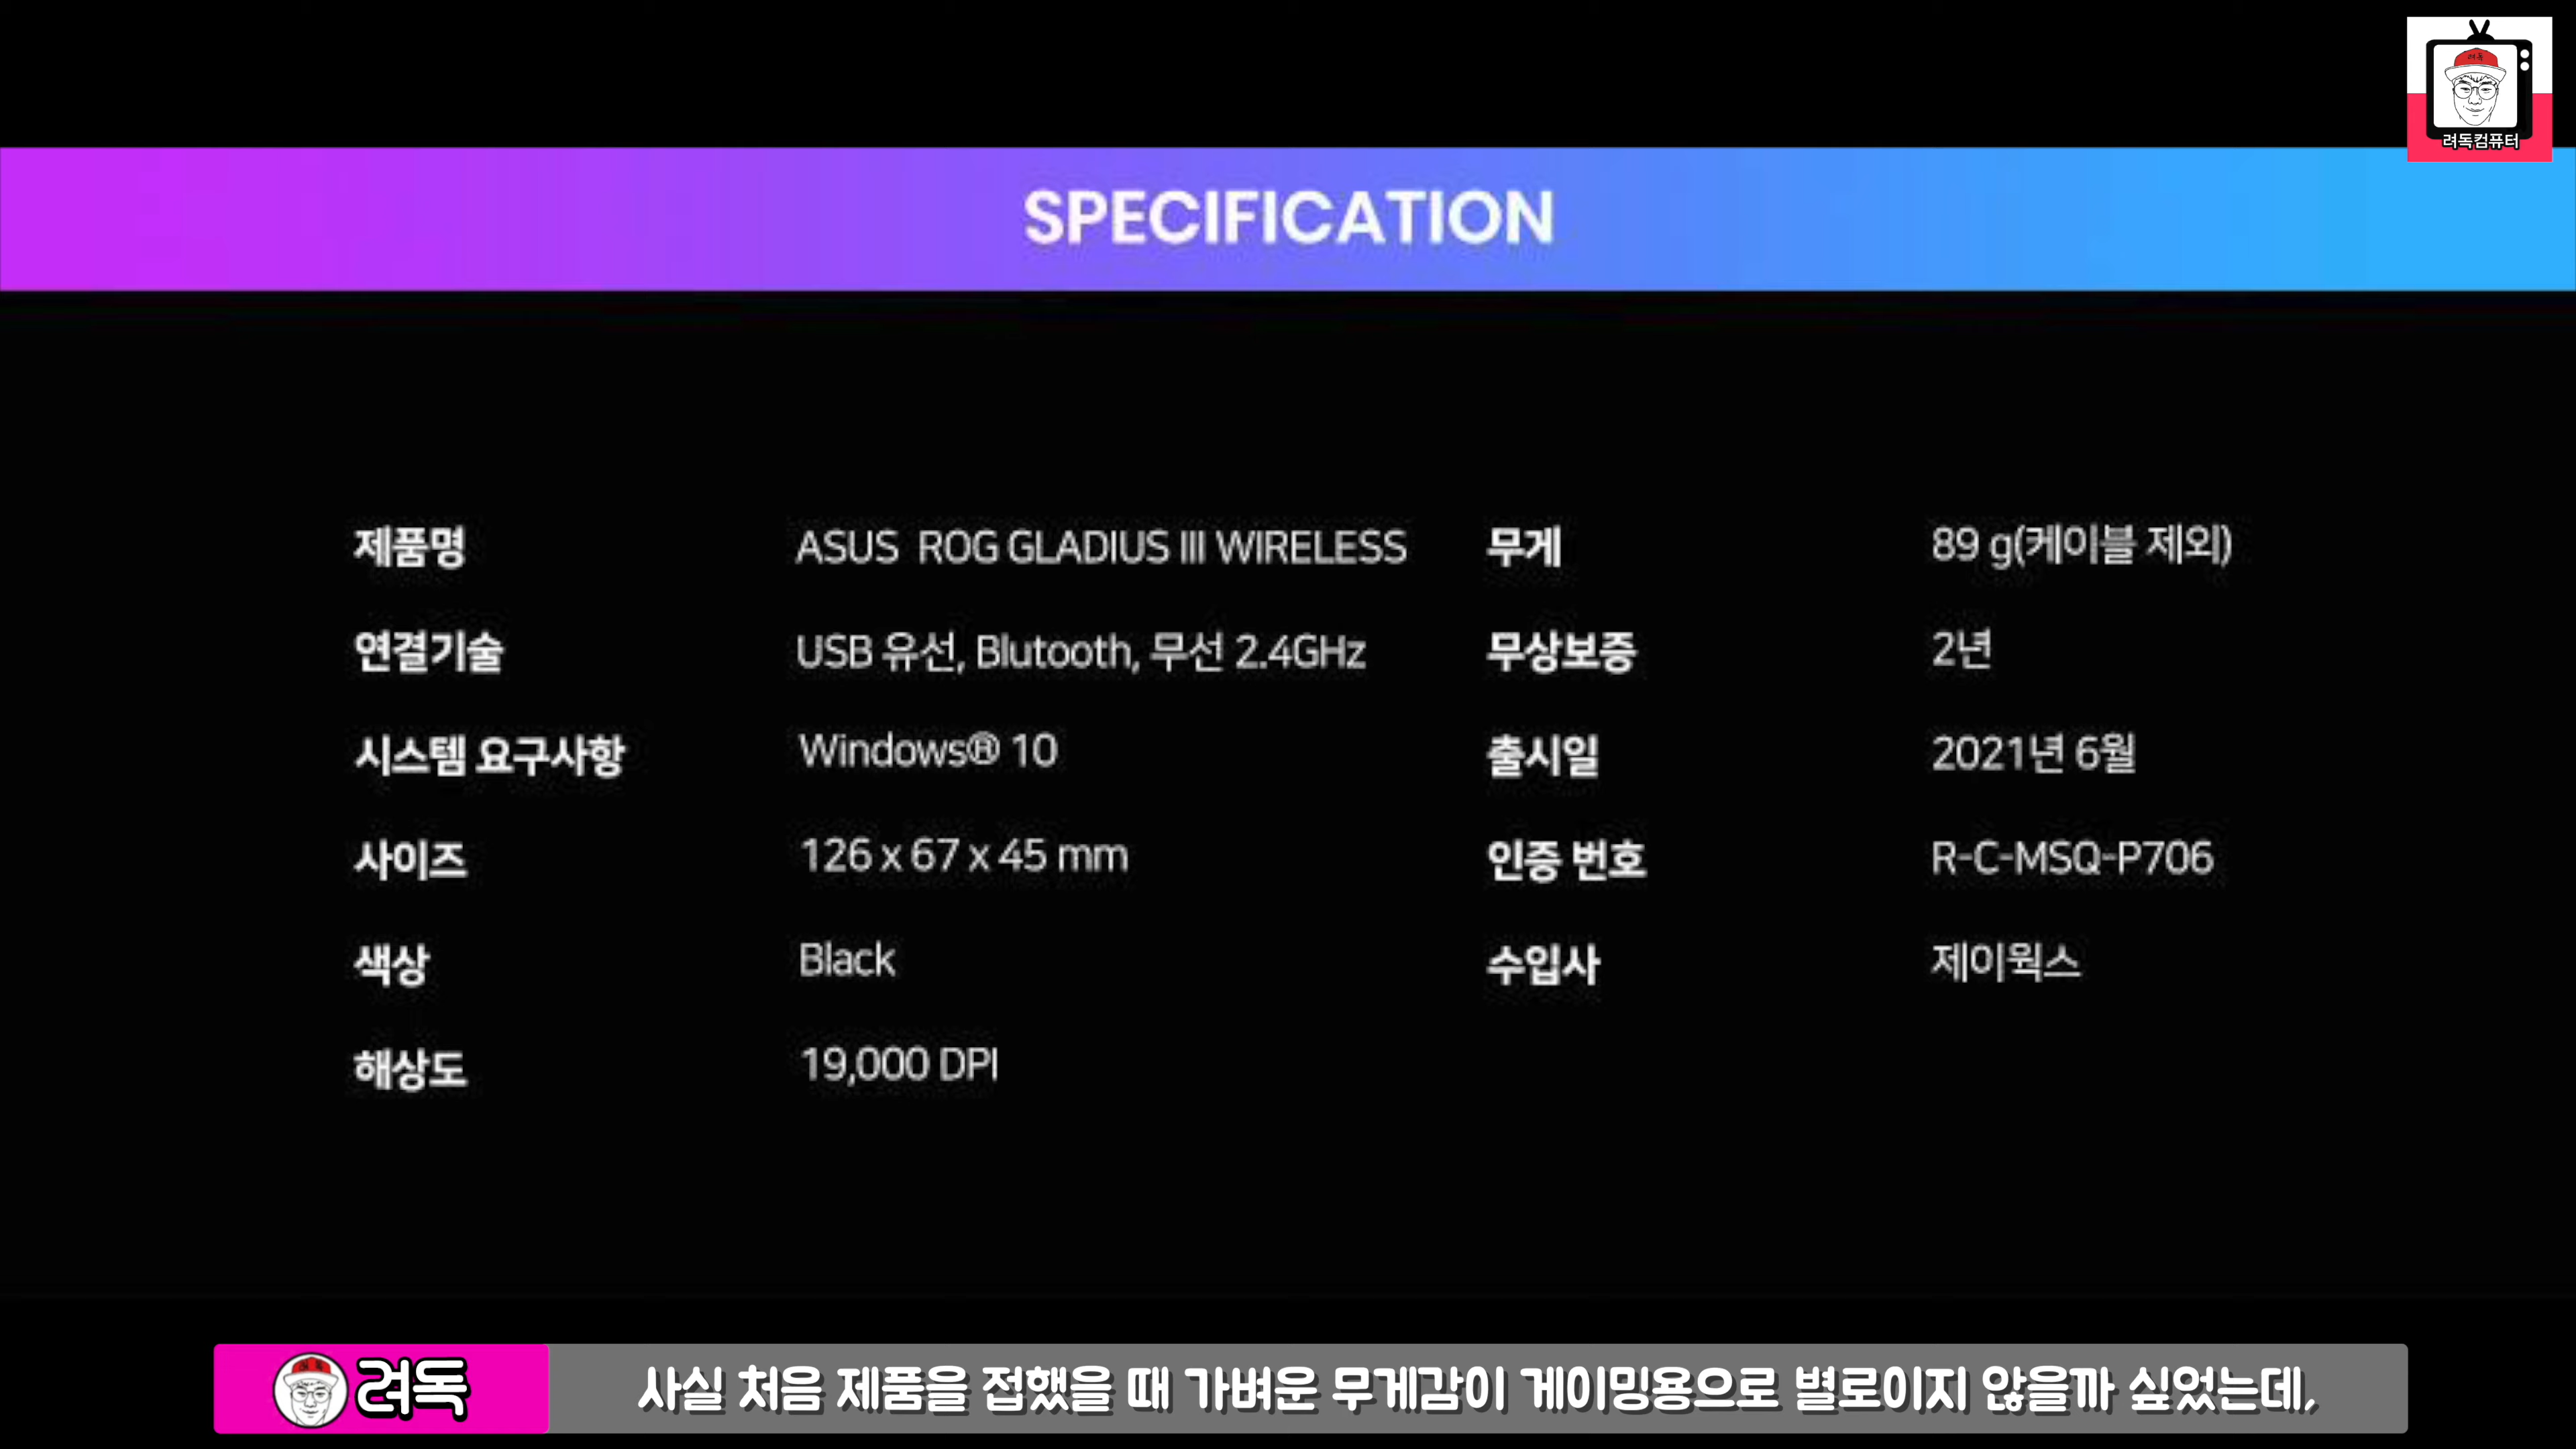 려독컴퓨터
SPECIFICATION
제품명 ASUS ROG GLADIUS III WIRELESS
연결기술 USB 유선, Blutooth, 무선 2.4GHz
시스템 요구사항 Windows® 10
사이즈 126 x 67 x 45 mm
색상 Black
해상도 19,000 DPI
무게 89 g(케이블 제외)
무상보증 2년
출시일 2021년 6월
인증 번호 R-C-MSQ-P706
수입사 제이웍스
려독 사실 처음 제품을 접했을 때 가벼운 무게감이 게이밍용으로 별로이지 않을까 싶었는데,